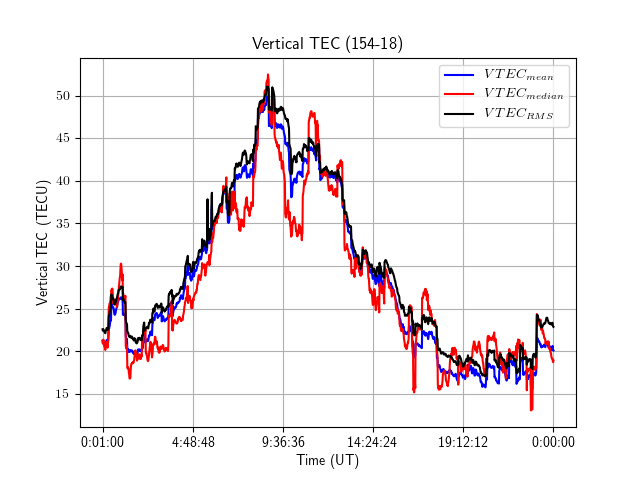 Vertical TEC (154-18)
VTEC_mean
VTEC_median
VTEC_RMS
Vertical TEC (TECU)
50
45
40
35
30
25
20
15
0:01:00 4:48:48 9:36:36 14:24:24 19:12:12 0:00:00
Time (UT)